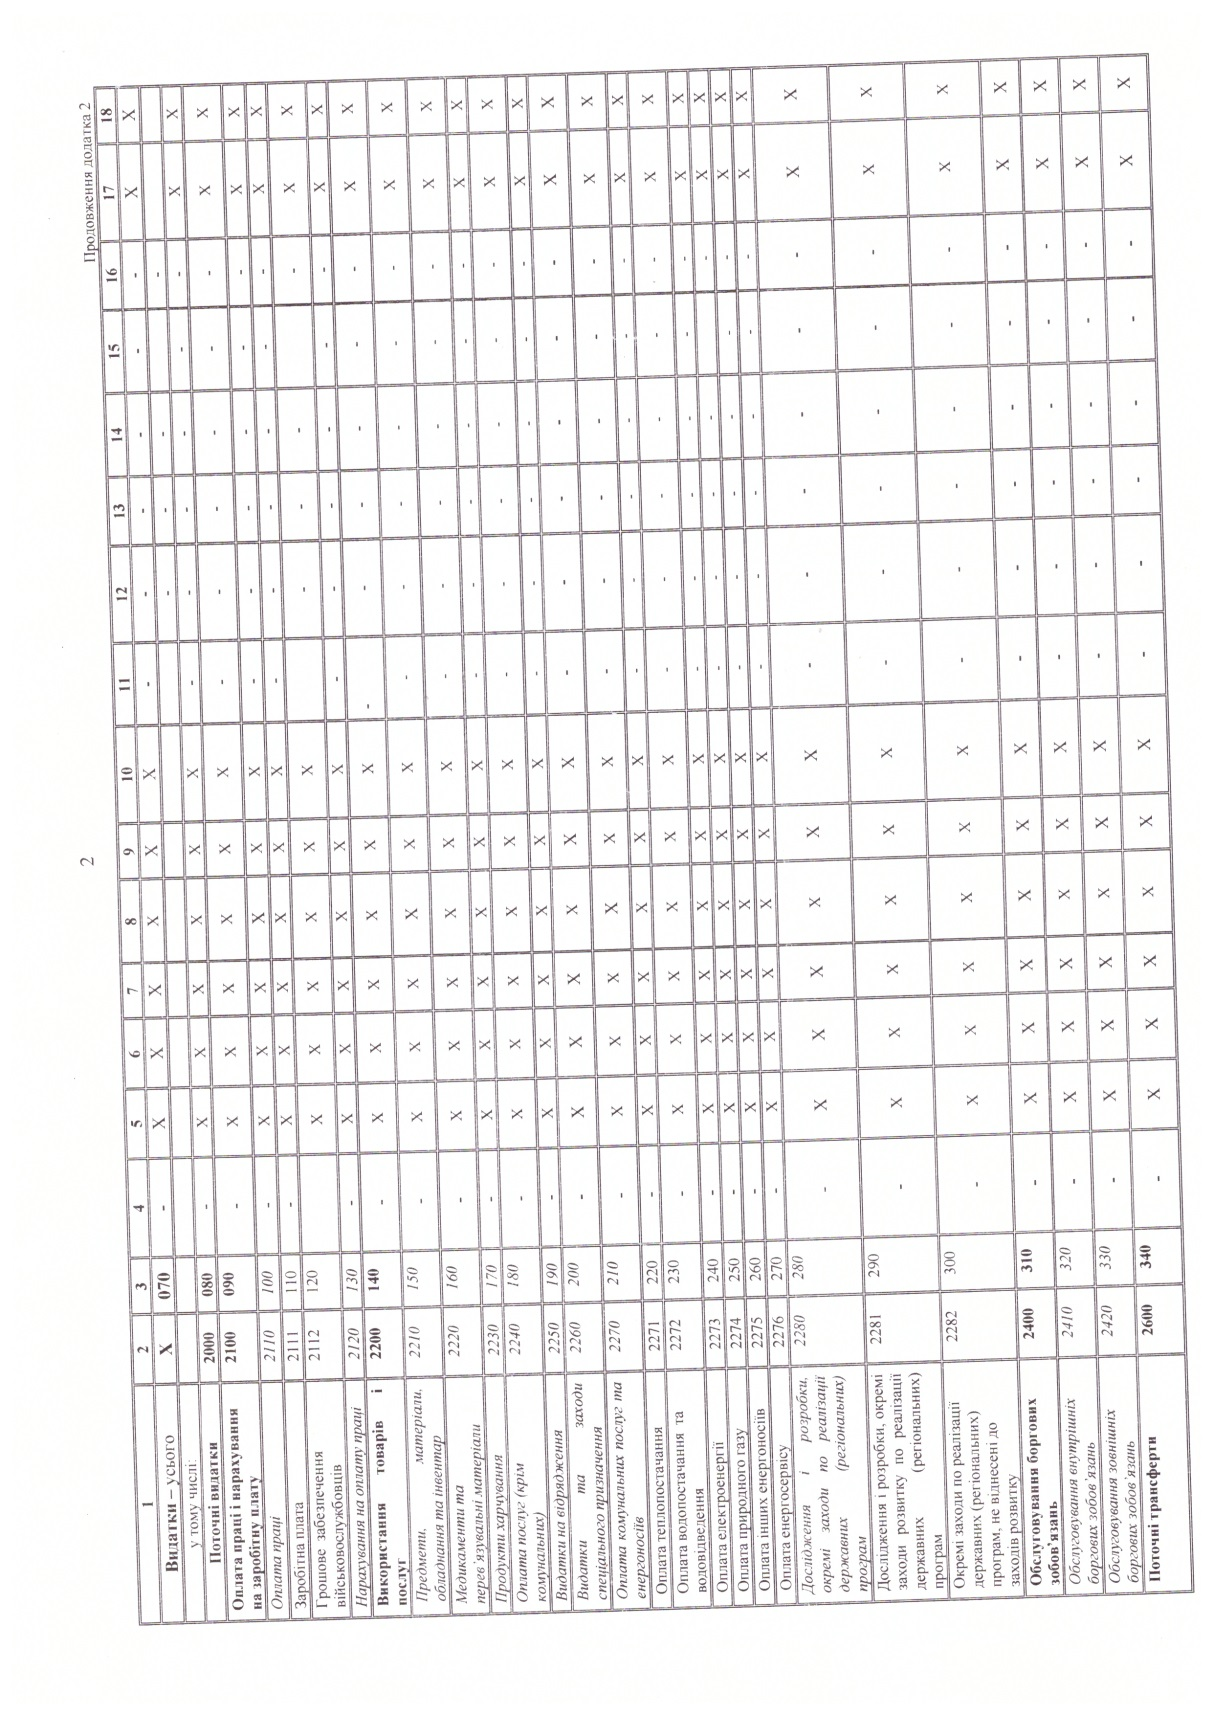 2
Продовження додатка 2
1 2 3 4 5 6 7 8 9 10 11 12 13 14 15 16 17 18
Видатки – усього X 070 - X X X X X X - - - - - - X X
у тому числі: - - - -
Поточні видатки 2000 080 - X X X X X X - - - - - - X X
Оплата праці і нарахування 2100 090 - X X X X X X - - - - - - X X
на заробітну плату
Оплата праці 2110 100 - X X X X X X - - - - - - X X
Заробітна плата 2111 110 - X X X X X X - - - - - - X X
Грошове забезпечення 2112 120 X X X X X X - - - - X X
військовослужбовців
Нарахування на оплату праці 2120 130 - X X X X X X - - - - - - X X
Використання товарів і 2200 140 - X X X X X X - - - - - - X X
послуг
Предмети, матеріали, 2210 150 - X X X X X X - - - - - - X X
обладнання та інвентар
Медикаменти та 2220 160 - X X X X X X - - - - - - X X
перев'язувальні матеріали
Продукти харчування 2230 170 - X X X X X X - - - - - - X X
Оплата послуг (крім 2240 180 - X X X X X X - - - - - - X X
комунальних)
Видатки на відрядження 2250 190 - X X X X X X - - - - - - X X
Видатки та заходи 2260 200 - X X X X X X - - - - - - X X
спеціального призначення
Оплата комунальних послуг та 2270 210 - X X X X X X - - - - - - X X
енергоносіїв
Оплата теплопостачання 2271 220 - X X X X X X - - - - - - X X
Оплата водопостачання та 2272 230 - X X X X X X - - - - - - X X
водовідведення
Оплата електроенергії 2273 240 - X X X X X X - - - - - - X X
Оплата природного газу 2274 250 - X X X X X X - - - - - - X X
Оплата інших енергоносіїв 2275 260 - X X X X X X - - - - - - X X
Оплата енергосервісу 2276 270 - X X X X X X - - - - - - X X
Дослідження і розробки, 2280 280 - X X X X X X - - - - - - X X
окремі заходи по реалізації
державних (регіональних)
програм
Дослідження і розробки, окремі 2281 290 - X X X X X X - - - - - - X X
заходи розвитку по реалізації
державних (регіональних)
програм
Окремі заходи по реалізації 2282 300 - X X X X X X - - - - - - X X
державних (регіональних)
програм, не віднесені до
заходів розвитку
Обслуговування боргових 2400 310 - X X X X X X - - - - - - X X
зобов'язань
Обслуговування внутрішніх 2410 320 - X X X X X X - - - - - - X X
боргових зобов'язань
Обслуговування зовнішніх 2420 330 - X X X X X X - - - - - - X X
боргових зобов'язань
Поточні трансферти 2600 340 - X X X X X X - - - - - - X X